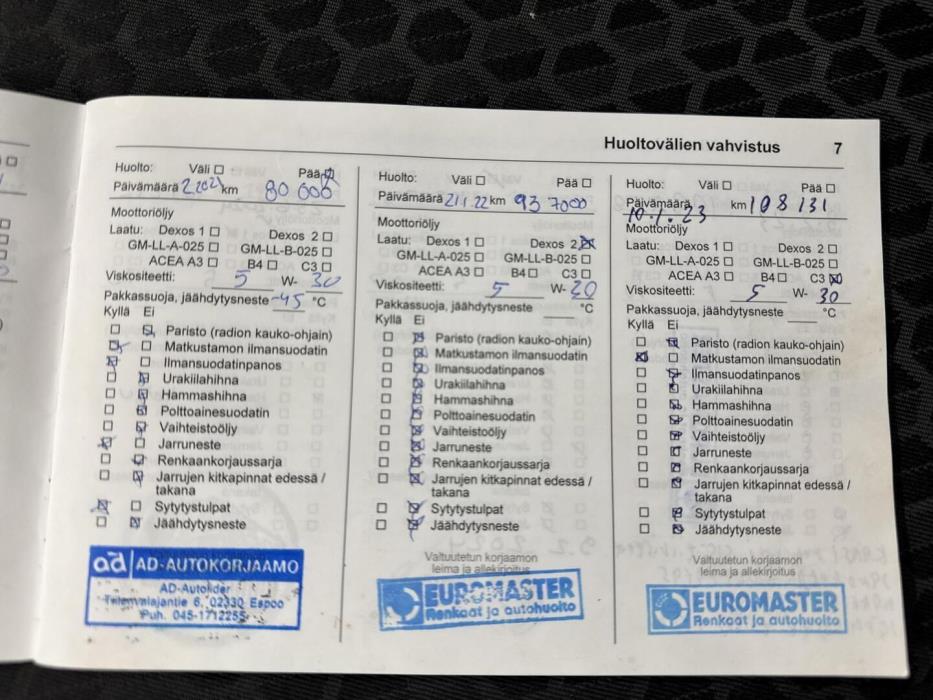 Huoltovälien vahvistus 7
Huolto: Väli Pää
Päivämäärä 2 2021 km 80 000
Moottoriöljy
Laatu: Dexos 1 Dexos 2
GM-LL-A-025 GM-LL-B-025
ACEA A3 B4 C3
Viskositeetti: 5 W- 30
Pakkassuoja, jäähdytysneste -45 °C
Kyllä Ei
Paristo (radion kauko-ohjain)
Matkustamon ilmansuodatin
Ilmansuodatinpanos
Urakiilahihna
Hammashihna
Polttoainesuodatin
Vaihteistoöljy
Jarruneste
Renkaankorjaussarja
Jarrujen kitkapinnat edessä /
takana
Sytytystulpat
Jäähdytysneste
ad AD-AUTOKORJAAMO
AD-Autolider
6, 02330 Espoo
Puh. 045-1712255
Huolto: Väli Pää
Päivämäärä 21.1.22 km 93 7000
Moottoriöljy
Laatu: Dexos 1 Dexos 2
GM-LL-A-025 GM-LL-B-025
ACEA A3 B4 C3
Viskositeetti: 5 W-
Pakkassuoja, jäähdytysneste °C
Kyllä Ei
Paristo (radion kauko-ohjain)
Matkustamon ilmansuodatin
Ilmansuodatinpanos
Urakiilahihna
Hammashihna
Polttoainesuodatin
Vaihteistoöljy
Jarruneste
Renkaankorjaussarja
Jarrujen kitkapinnat edessä /
takana
Sytytystulpat
Jäähdytysneste
Valtuutetun korjaamon
leima ja allekirjoitus
EUROMASTER
Renkaat ja autohuolto
Huolto: Väli Pää
Päivämäärä 10.1.23 km 108 131
Moottoriöljy
Laatu: Dexos 1 Dexos 2
GM-LL-A-025 GM-LL-B-025
ACEA A3 B4 C3
Viskositeetti: 5 W- 30
Pakkassuoja, jäähdytysneste °C
Kyllä Ei
Paristo (radion kauko-ohjain)
Matkustamon ilmansuodatin
Ilmansuodatinpanos
Urakiilahihna
Hammashihna
Polttoainesuodatin
Vaihteistoöljy
Jarruneste
Renkaankorjaussarja
Jarrujen kitkapinnat edessä /
takana
Sytytystulpat
Jäähdytysneste
Valtuutetun korjaamon
leima ja allekirjoitus
EUROMASTER
Renkaat ja autohuolto